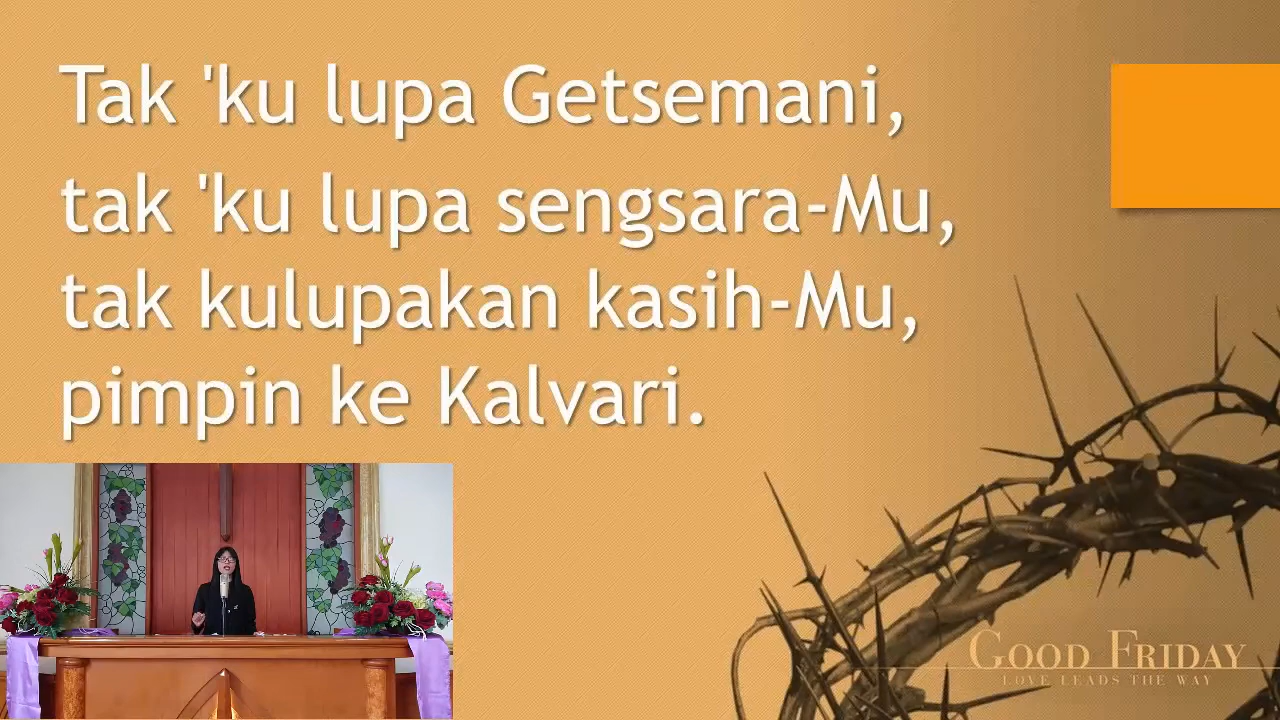 Tak 'ku lupa Getsemani,
tak 'ku lupa sengsara-Mu,
tak kulupakan kasih-Mu,
pimpin ke Kalvari.
GOOD FRIDAY
LOVE LEADS THE WAY